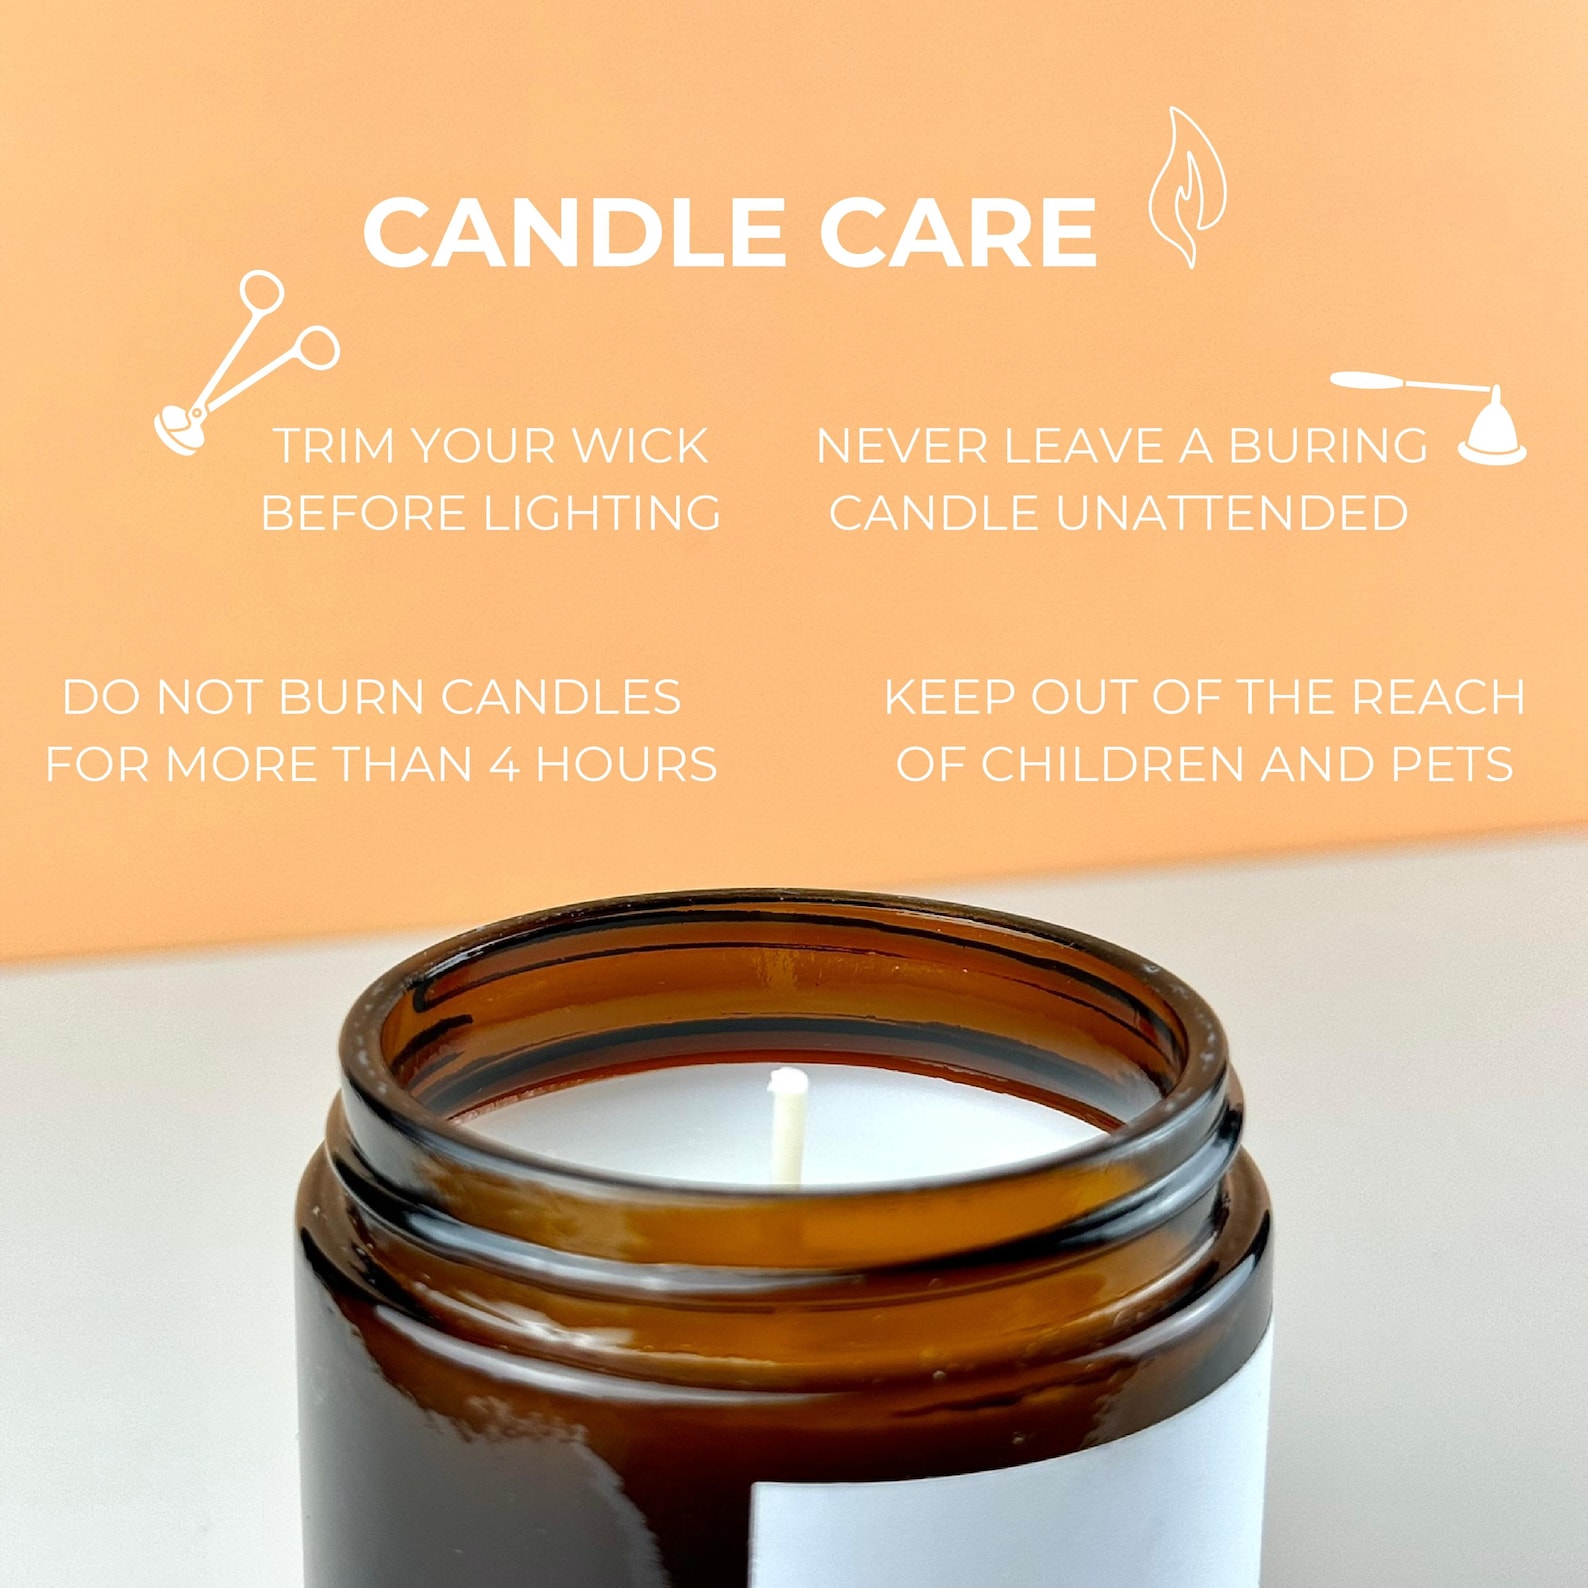 CANDLE CARE
TRIM YOUR WICK
BEFORE LIGHTING
NEVER LEAVE A BURING
CANDLE UNATTENDED
DO NOT BURN CANDLES
FOR MORE THAN 4 HOURS
KEEP OUT OF THE REACH
OF CHILDREN AND PETS